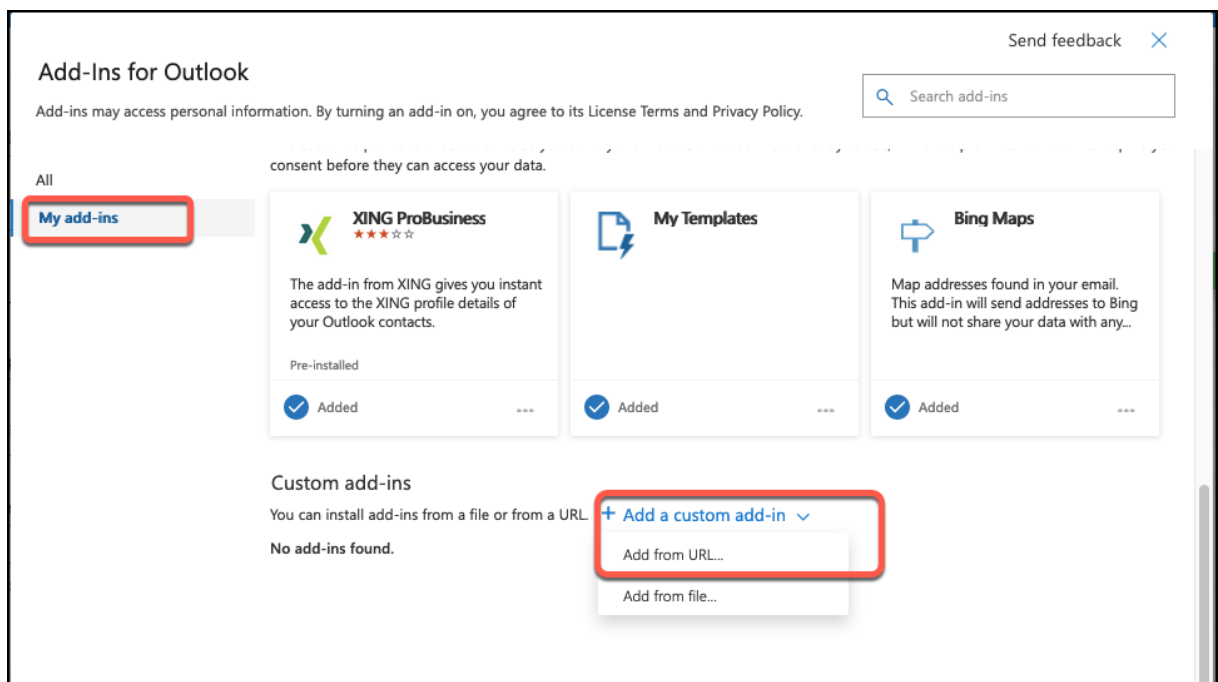 Send feedback
Add-Ins for Outlook
Search add-ins
Add-ins may access personal information. By turning an add-in on, you agree to its License Terms and Privacy Policy.
All
My add-ins
consent before they can access your data.
XING ProBusiness
The add-in from XING gives you instant
access to the XING profile details of
your Outlook contacts.
Pre-installed
Added
My Templates
Added
Bing Maps
Map addresses found in your email.
This add-in will send addresses to Bing
but will not share your data with any...
Added
Custom add-ins
You can install add-ins from a file or from a URL.
+ Add a custom add-in
Add from URL...
Add from file...
No add-ins found.